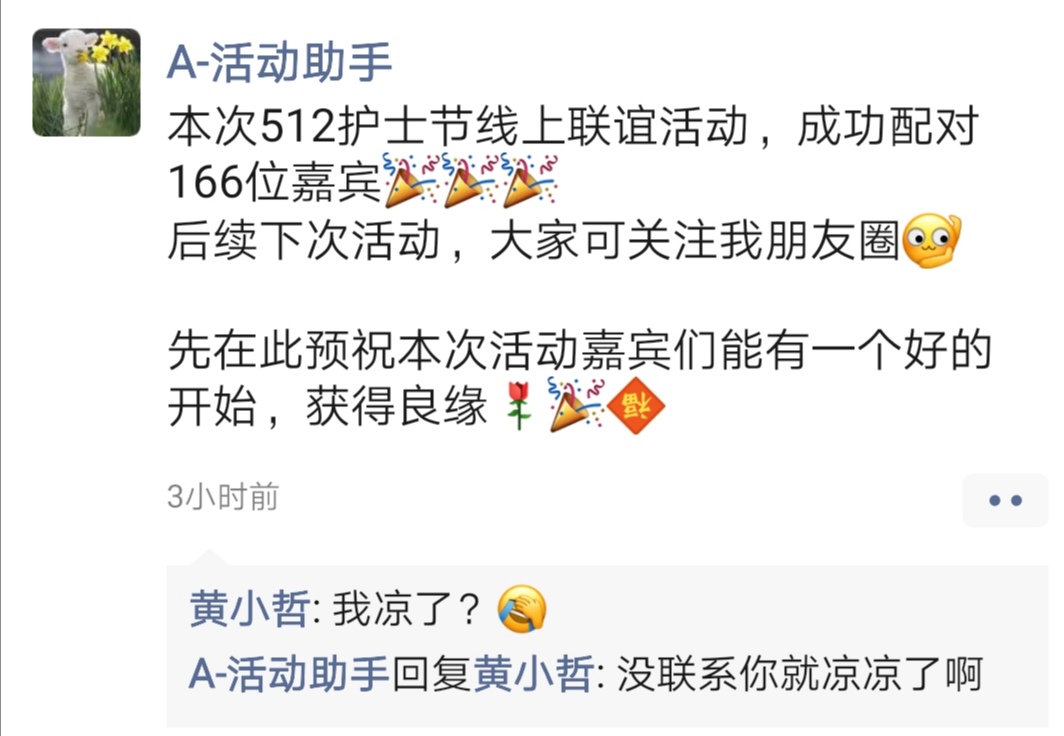 A-活动助手
本次512护士节线上联谊活动，成功配对
166位嘉宾🎉🎉🎉
后续下次活动，大家可关注我朋友圈
先在此预祝本次活动嘉宾们能有一个好的
开始，获得良缘🌹🎉福
3小时前
黄小哲: 我凉了？
A-活动助手回复黄小哲: 没联系你就凉凉了啊